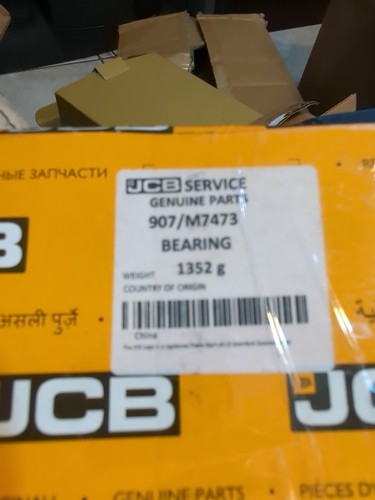 НЫЕ ЗАПЧАСТИ
JCB SERVICE
GENUINE PARTS
907/M7473
BEARING
WEIGHT 1352 g
COUNTRY OF ORIGIN
China
असली पुर्जे •
JCB
JC
GENUINE PARTS • PIÈCES D'